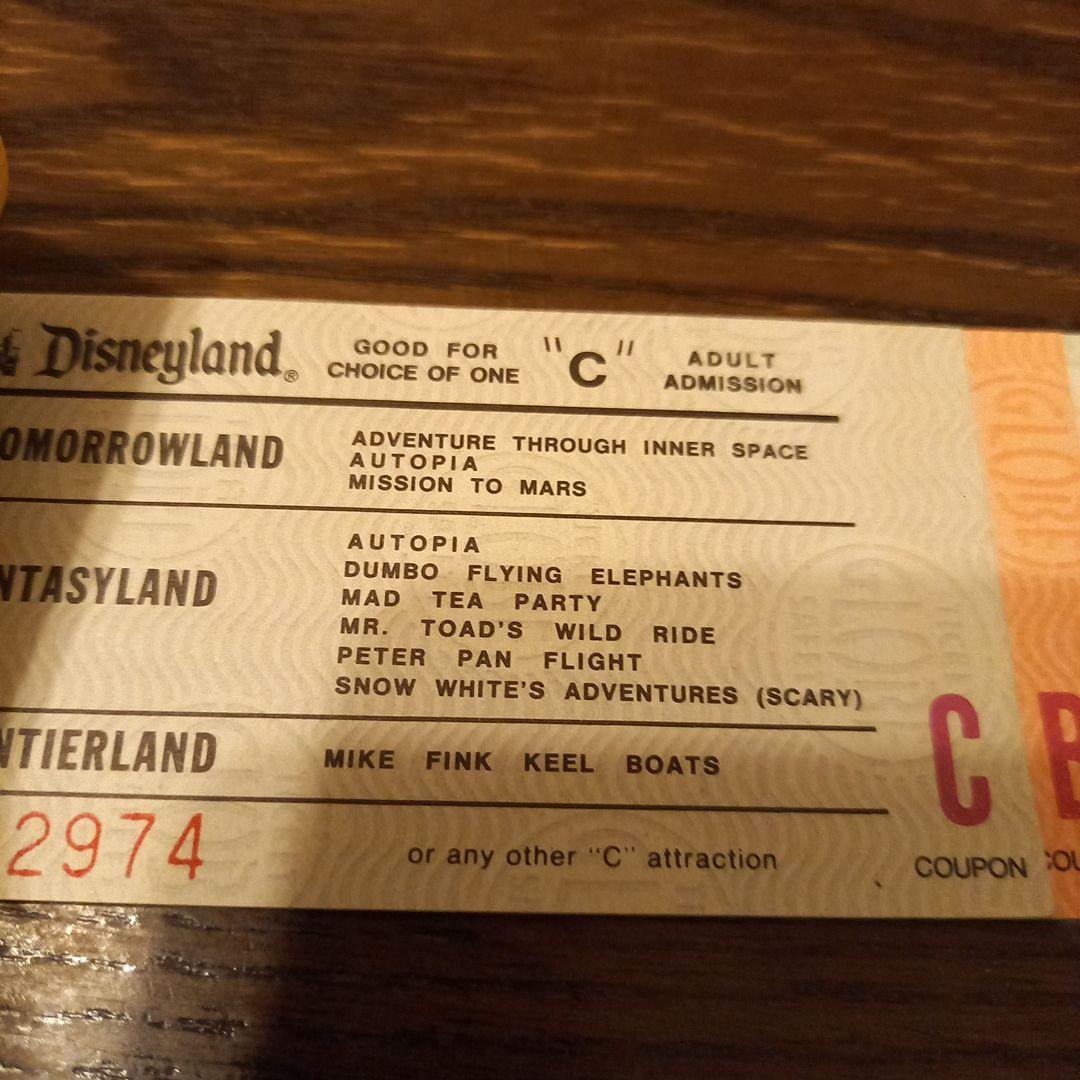 Disneyland® GOOD FOR CHOICE OF ONE "C" ADULT ADMISSION
OMORROWLAND
ADVENTURE THROUGH INNER SPACE
AUTOPIA
MISSION TO MARS
NTASYLAND
AUTOPIA
DUMBO FLYING ELEPHANTS
MAD TEA PARTY
MR. TOAD'S WILD RIDE
PETER PAN FLIGHT
SNOW WHITE'S ADVENTURES (SCARY)
NTIERLAND
MIKE FINK KEEL BOATS
2974
or any other "C" attraction
C
COUPON
B
COU